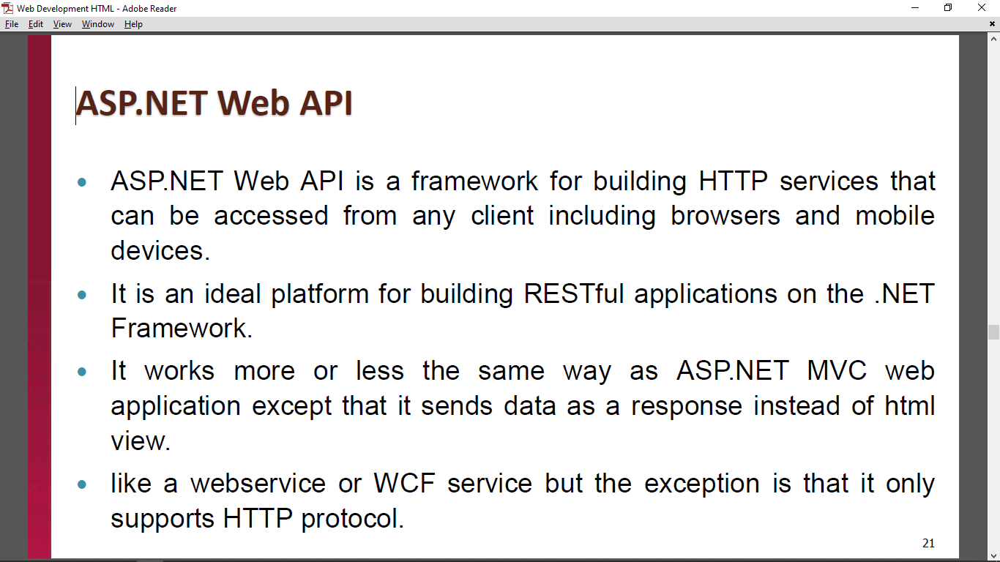 Web Development HTML - Adobe Reader
File Edit View Window Help
ASP.NET Web API
• ASP.NET Web API is a framework for building HTTP services that
can be accessed from any client including browsers and mobile
devices.
• It is an ideal platform for building RESTful applications on the .NET
Framework.
• It works more or less the same way as ASP.NET MVC web
application except that it sends data as a response instead of html
view.
• like a webservice or WCF service but the exception is that it only
supports HTTP protocol.
21